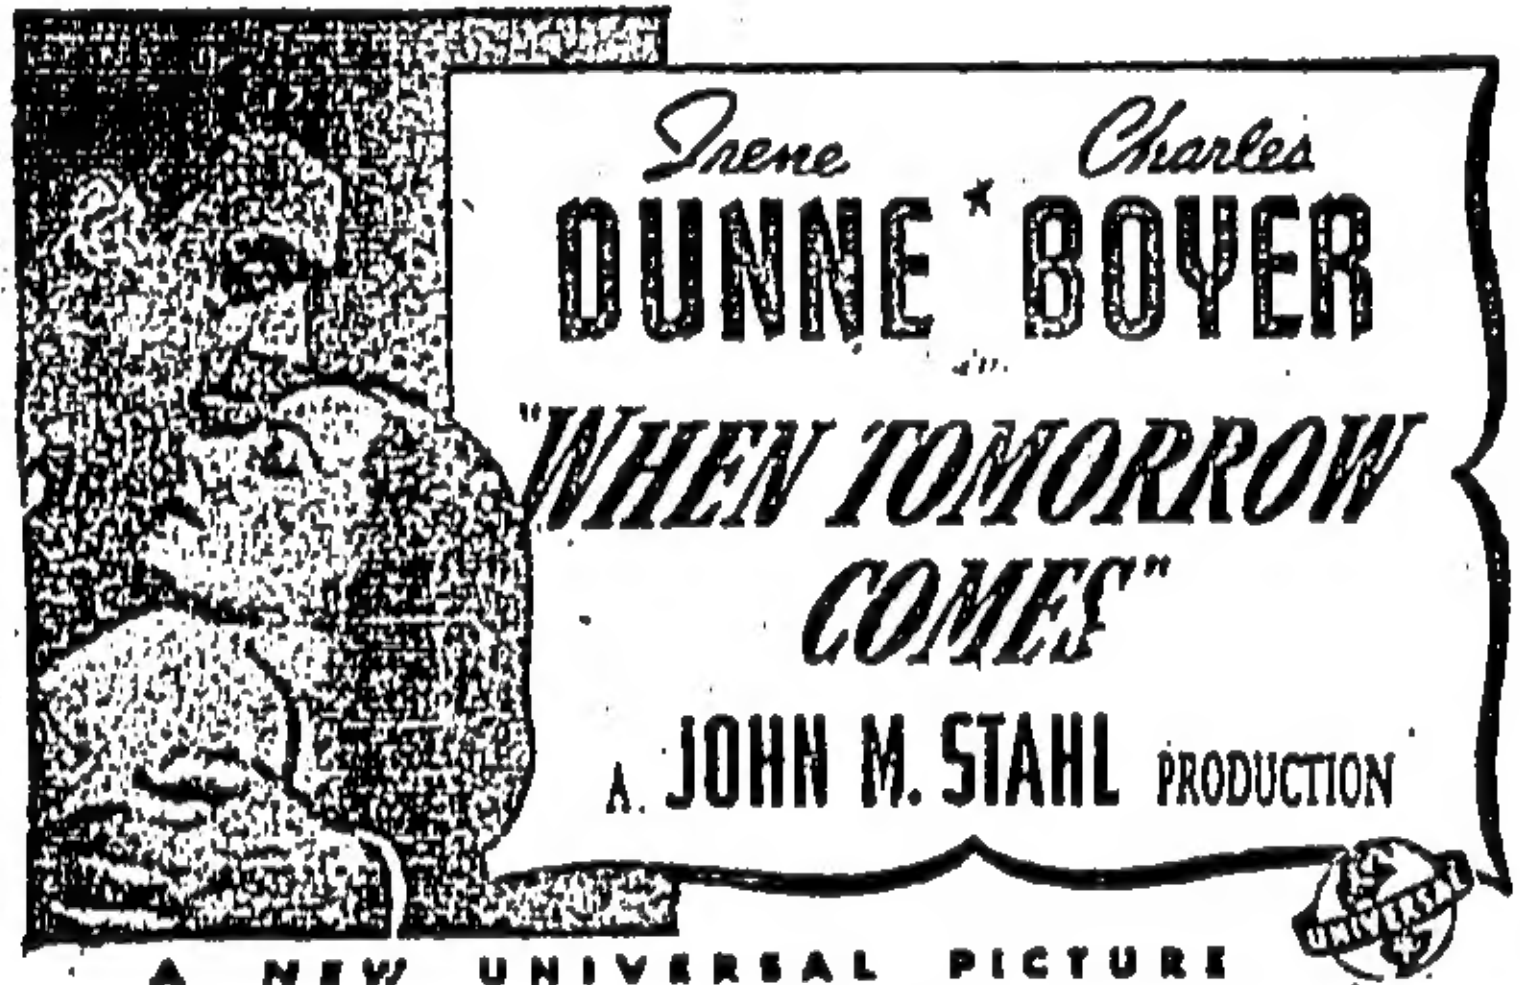 Irene Charles
DUNNE * BOYER
in
"WHEN TOMORROW
COMES"
A. JOHN M. STAHL PRODUCTION
UNIVERSAL
A NEW UNIVERSAL PICTURE